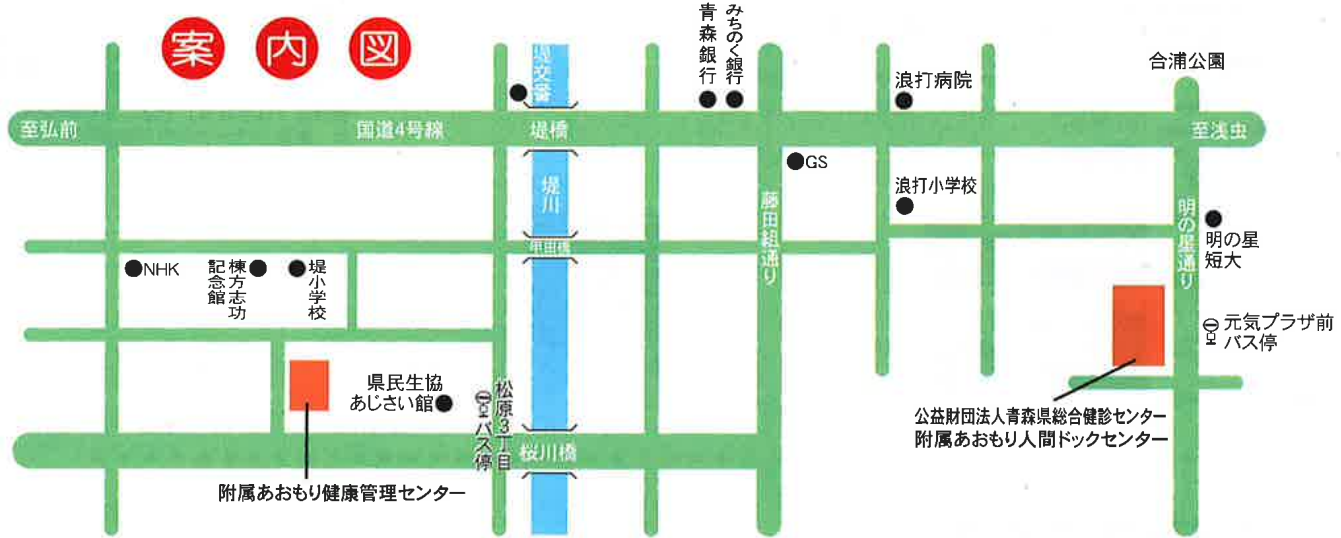 案内図
堤交番
青森銀行
みちのく銀行
浪打病院
合浦公園
至弘前
国道4号線
堤橋
至浅虫
GS
堤川
藤田組通り
浪打小学校
明の星通り
明の星
短大
甲田橋
NHK
棟方志功
記念館
堤小学校
元気プラザ前
バス停
県民生協
あじさい館
松原3丁目
バス停
桜川橋
公益財団法人青森県総合健診センター
附属あおもり人間ドックセンター
附属あおもり健康管理センター